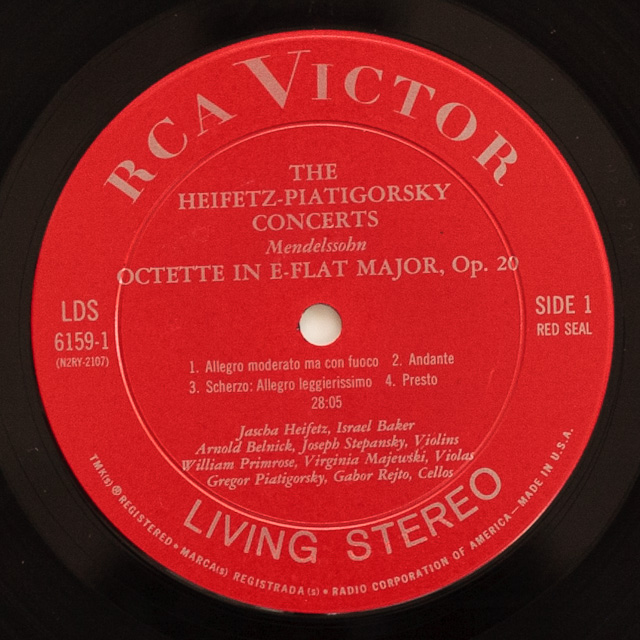 RCA VICTOR
THE
HEIFETZ-PIATIGORSKY
CONCERTS
Mendelssohn
OCTETTE IN E-FLAT MAJOR, Op. 20
LDS
6159-1
(N2RY-2107)
SIDE 1
RED SEAL
1. Allegro moderato ma con fuoco 2. Andante
3. Scherzo: Allegro leggierissimo 4. Presto
28:05
Jascha Heifetz, Israel Baker
Arnold Belnick, Joseph Stepansky, Violins
William Primrose, Virginia Majewski, Violas
Gregor Piatigorsky, Gabor Rejto, Cellos
LIVING STEREO
TMK(s) ® REGISTERED • MARCA(s) REGISTRADA(s) • RADIO CORPORATION OF AMERICA — MADE IN U.S.A.